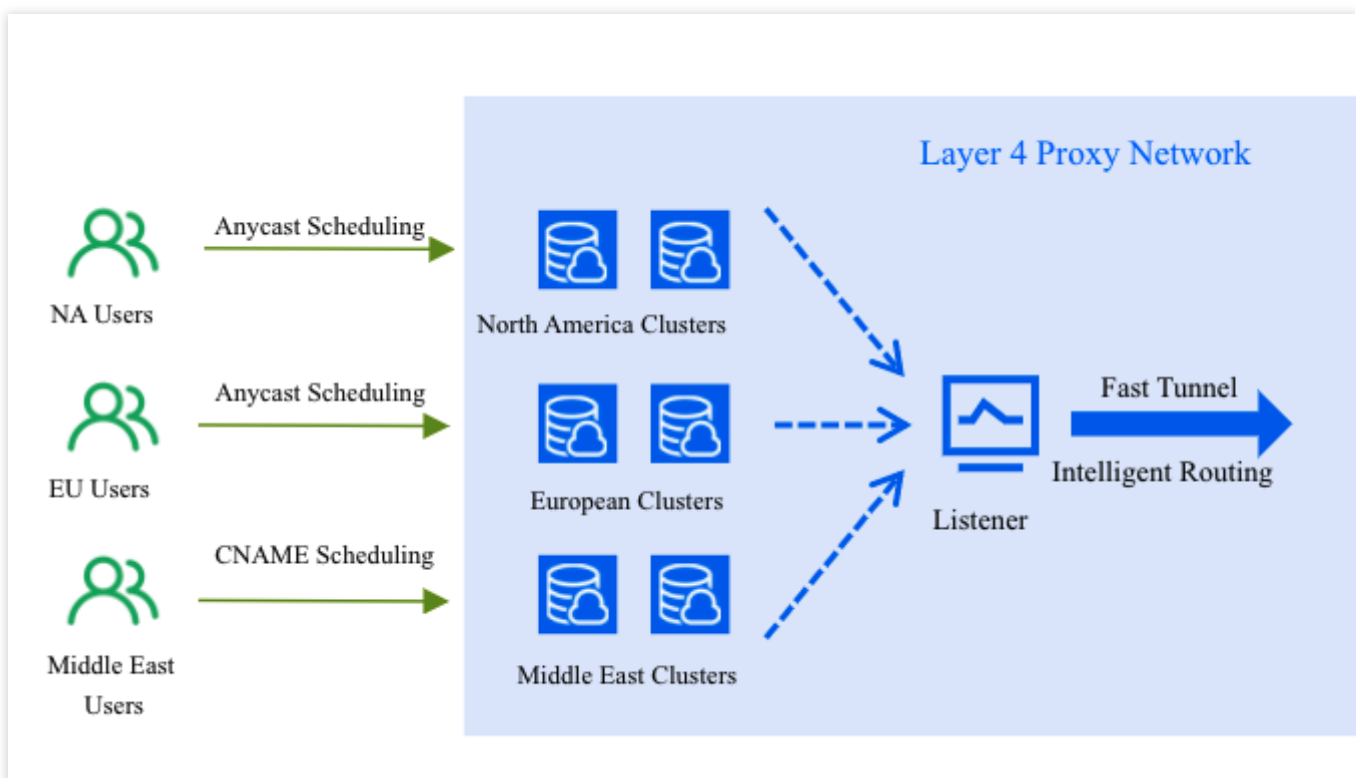 Layer 4 Proxy Network
Anycast Scheduling
NA Users
North America Clusters
Anycast Scheduling
EU Users
European Clusters
Fast Tunnel
Intelligent Routing
Listener
CNAME Scheduling
Middle East
Users
Middle East Clusters